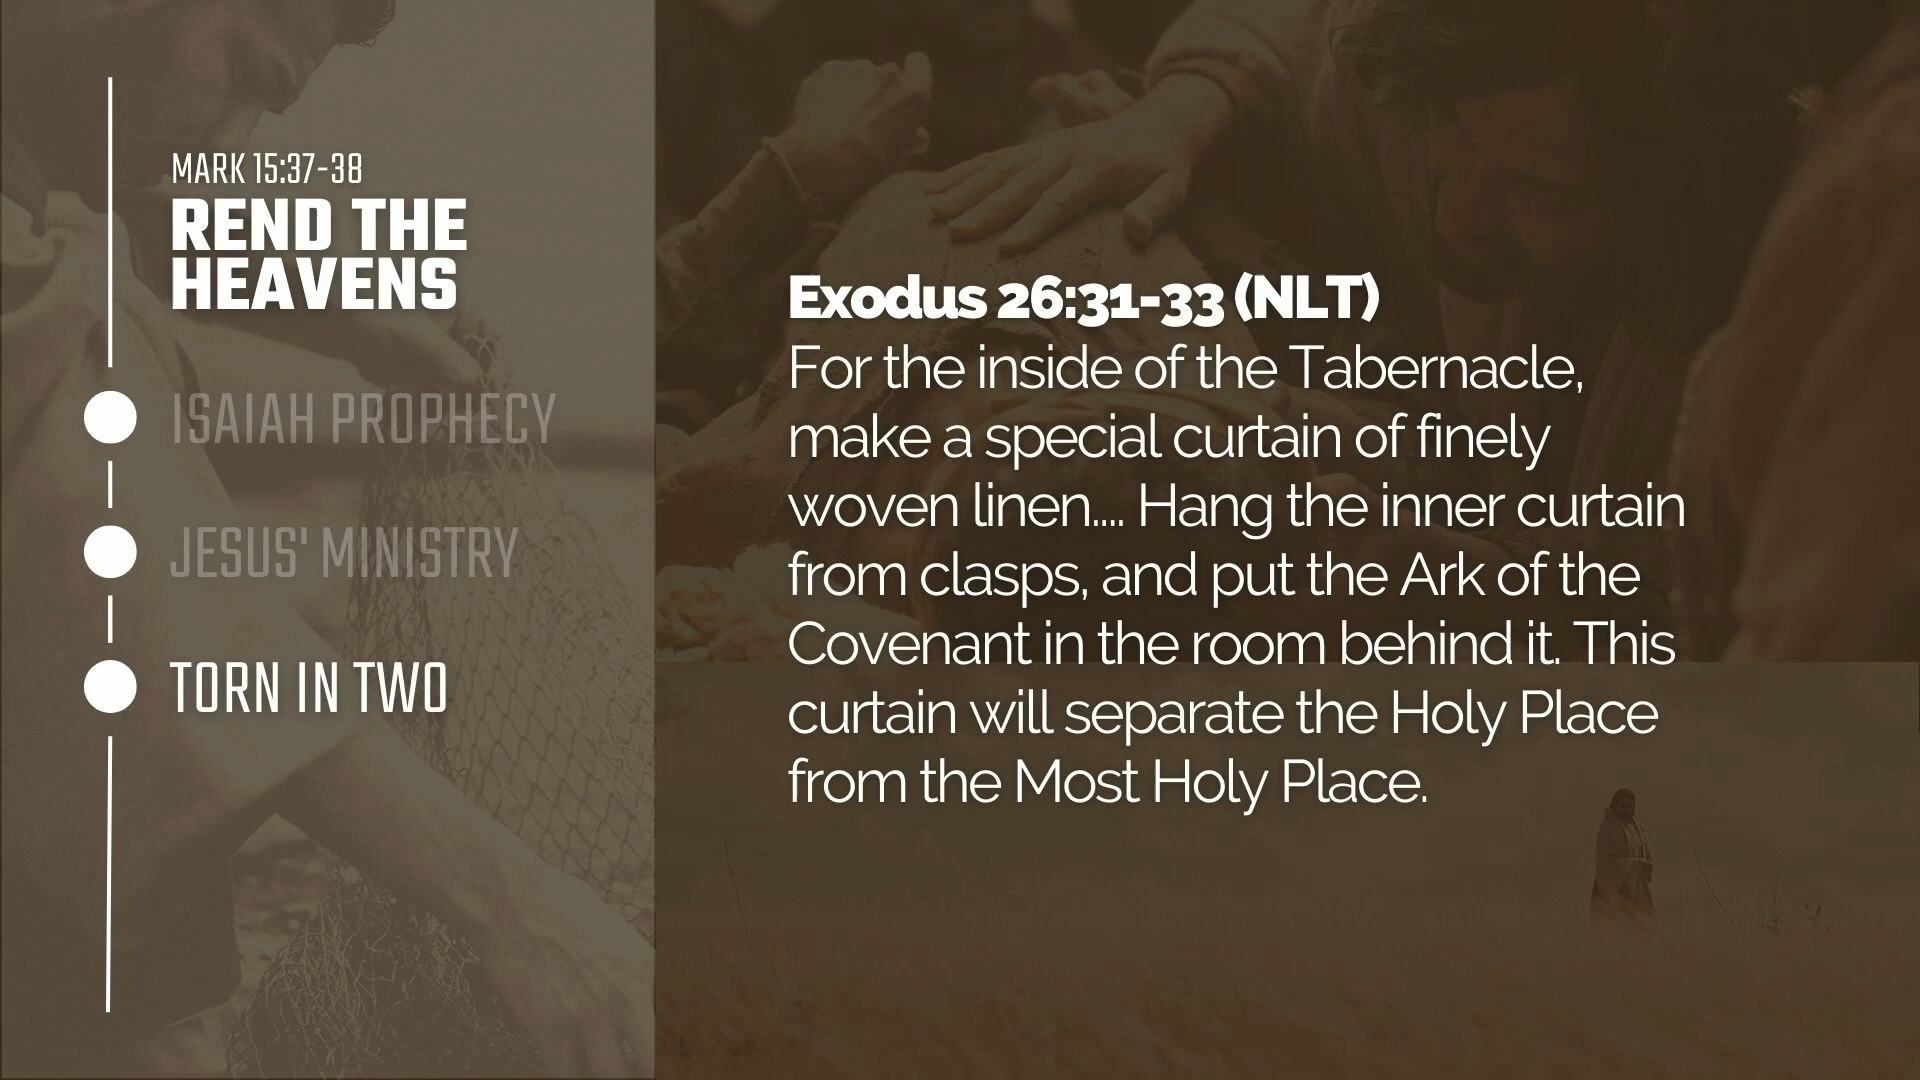 MARK 15:37-38
REND THE
HEAVENS
ISAIAH PROPHECY
JESUS' MINISTRY
TORN IN TWO
Exodus 26:31-33 (NLT)
For the inside of the Tabernacle,
make a special curtain of finely
woven linen.... Hang the inner curtain
from clasps, and put the Ark of the
Covenant in the room behind it. This
curtain will separate the Holy Place
from the Most Holy Place.